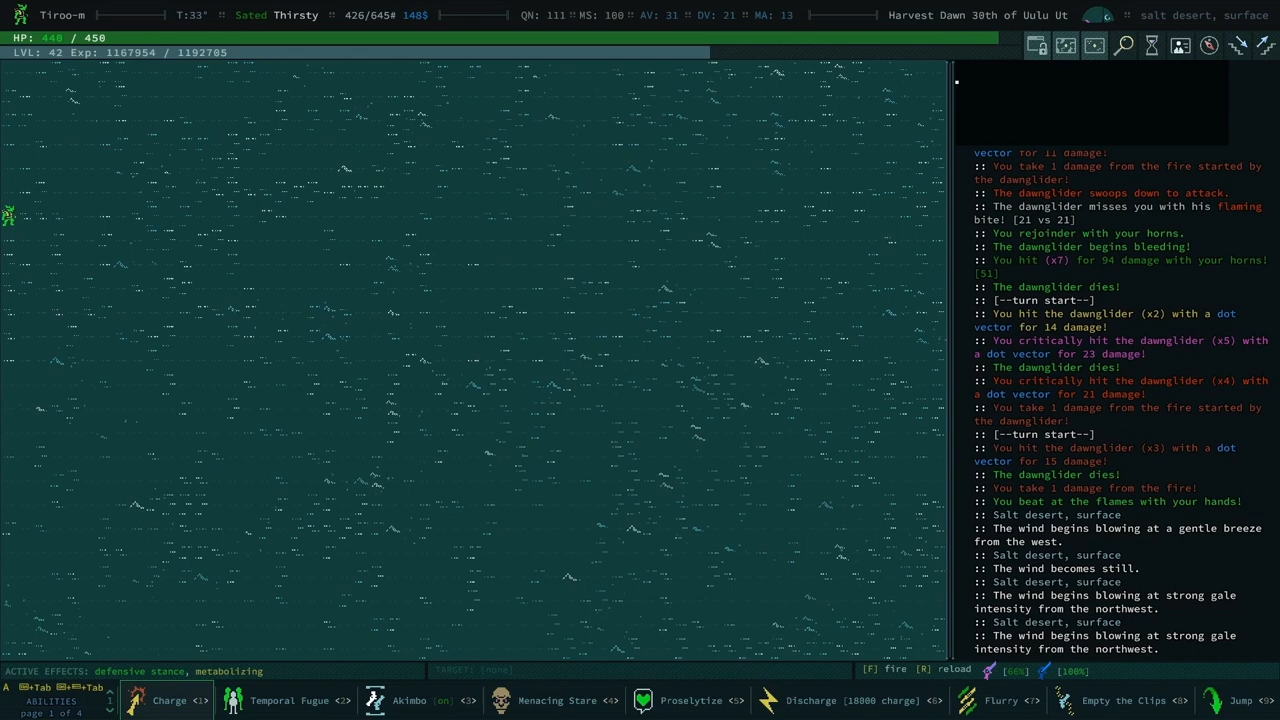 Tiroo-m T:33° Sated Thirsty 426/645# 148$ QN: 111 MS: 100 AV: 31 DV: 21 MA: 13 Harvest Dawn 30th of Uulu Ut salt desert, surface
HP: 440 / 450
LVL: 42 Exp: 1167954 / 1192705
vector for 11 damage!
:: You take 1 damage from the fire started by
the dawnglider!
:: The dawnglider swoops down to attack.
:: The dawnglider misses you with his flaming
bite! [21 vs 21]
:: You rejoinder with your horns.
:: The dawnglider begins bleeding!
:: You hit (x7) for 94 damage with your horns!
[51]
:: The dawnglider dies!
:: [--turn start--]
:: You hit the dawnglider (x2) with a dot
vector for 14 damage!
:: You critically hit the dawnglider (x5) with
a dot vector for 23 damage!
:: The dawnglider dies!
:: You critically hit the dawnglider (x4) with
a dot vector for 21 damage!
:: You take 1 damage from the fire started by
the dawnglider!
:: [--turn start--]
:: You hit the dawnglider (x3) with a dot
vector for 15 damage!
:: The dawnglider dies!
:: You take 1 damage from the fire!
:: You beat at the flames with your hands!
:: Salt desert, surface
:: The wind begins blowing at a gentle breeze
from the west.
:: Salt desert, surface
:: The wind becomes still.
:: Salt desert, surface
:: The wind begins blowing at strong gale
intensity from the northwest.
:: Salt desert, surface
:: The wind begins blowing at strong gale
intensity from the northwest.
ACTIVE EFFECTS: defensive stance, metabolizing
TARGET: [none]
[F] fire [R] reload [66%] [100%]
A +Tab +Tab
ABILITIES 1
page 1 of 4
Charge <1> Temporal Fugue <2> Akimbo [on] <3> Menacing Stare <4> Proselytize <5> Discharge [18000 charge] <6> Flurry <7> Empty the Clips <8> Jump <9>